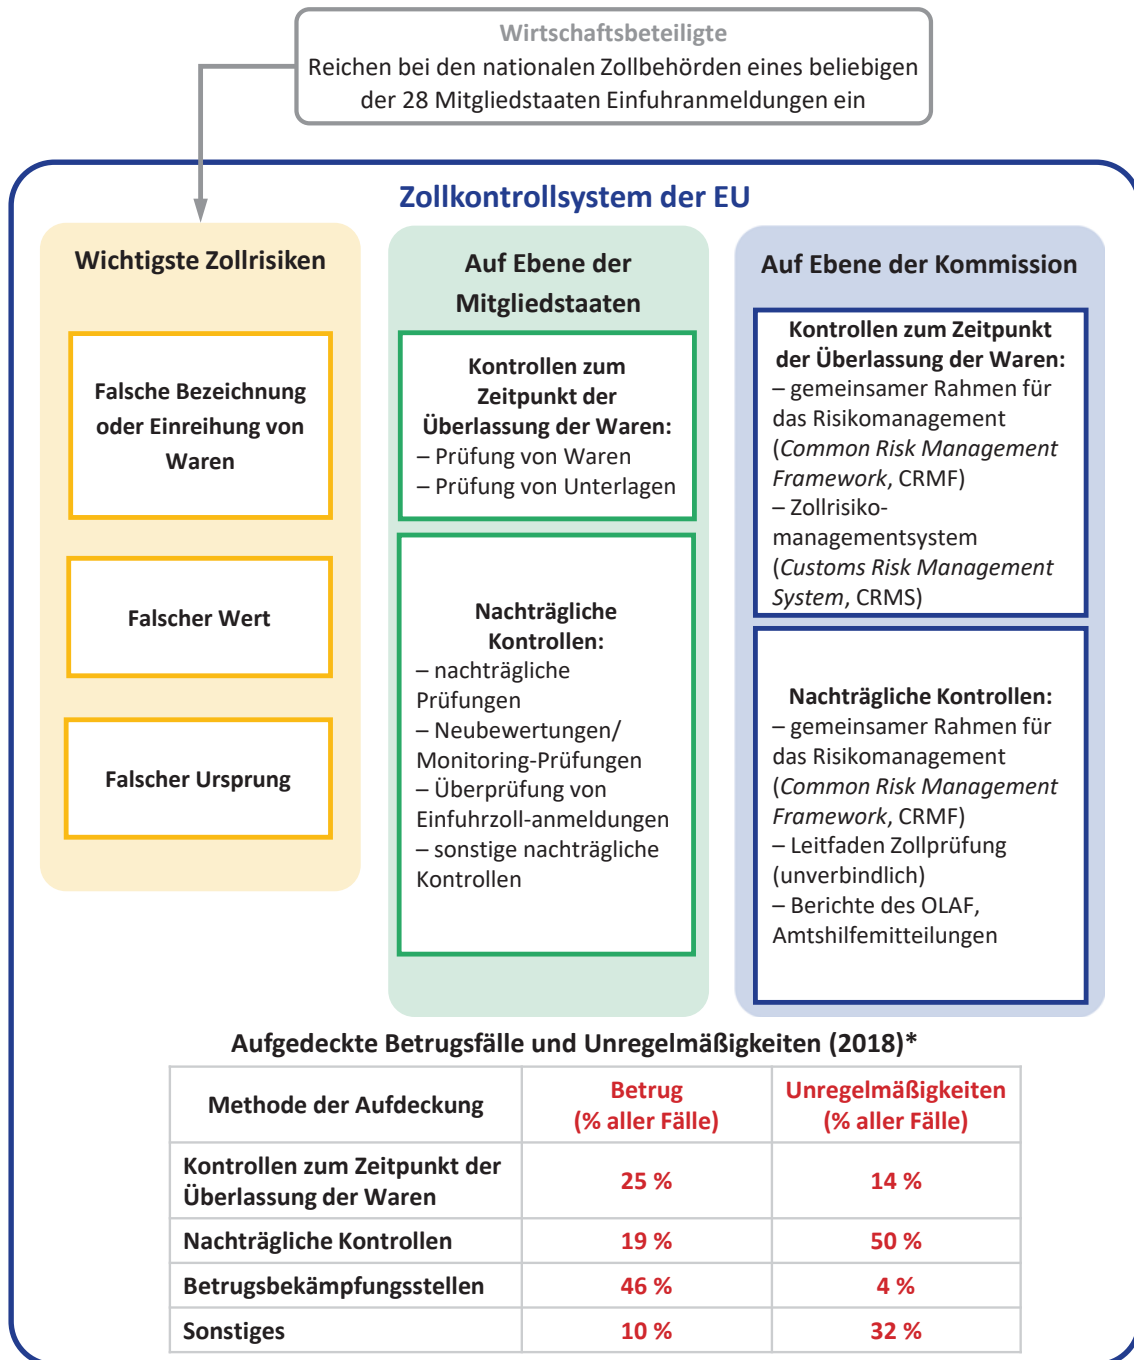 Wirtschaftsbeteiligte
Reichen bei den nationalen Zollbehörden eines beliebigen
der 28 Mitgliedstaaten Einfuhranmeldungen ein
Zollkontrollsystem der EU
Wichtigste Zollrisiken
Falsche Bezeichnung
oder Einreihung von
Waren
Falscher Wert
Falscher Ursprung
Auf Ebene der
Mitgliedstaaten
Kontrollen zum
Zeitpunkt der
Überlassung der Waren:
– Prüfung von Waren
– Prüfung von Unterlagen
Nachträgliche
Kontrollen:
– nachträgliche
Prüfungen
– Neubewertungen/
Monitoring-Prüfungen
– Überprüfung von
Einfuhrzoll-anmeldungen
– sonstige nachträgliche
Kontrollen
Auf Ebene der Kommission
Kontrollen zum Zeitpunkt
der Überlassung der Waren:
– gemeinsamer Rahmen für
das Risikomanagement
(Common Risk Management
Framework, CRMF)
– Zollrisiko-
managementsystem
(Customs Risk Management
System, CRMS)
Nachträgliche Kontrollen:
– gemeinsamer Rahmen für
das Risikomanagement
(Common Risk Management
Framework, CRMF)
– Leitfaden Zollprüfung
(unverbindlich)
– Berichte des OLAF,
Amtshilfemitteilungen
Aufgedeckte Betrugsfälle und Unregelmäßigkeiten (2018)*
Methode der Aufdeckung
Betrug
(% aller Fälle)
Unregelmäßigkeiten
(% aller Fälle)
Kontrollen zum Zeitpunkt der
Überlassung der Waren
25 %
14 %
Nachträgliche Kontrollen
19 %
50 %
Betrugsbekämpfungsstellen
46 %
4 %
Sonstiges
10 %
32 %